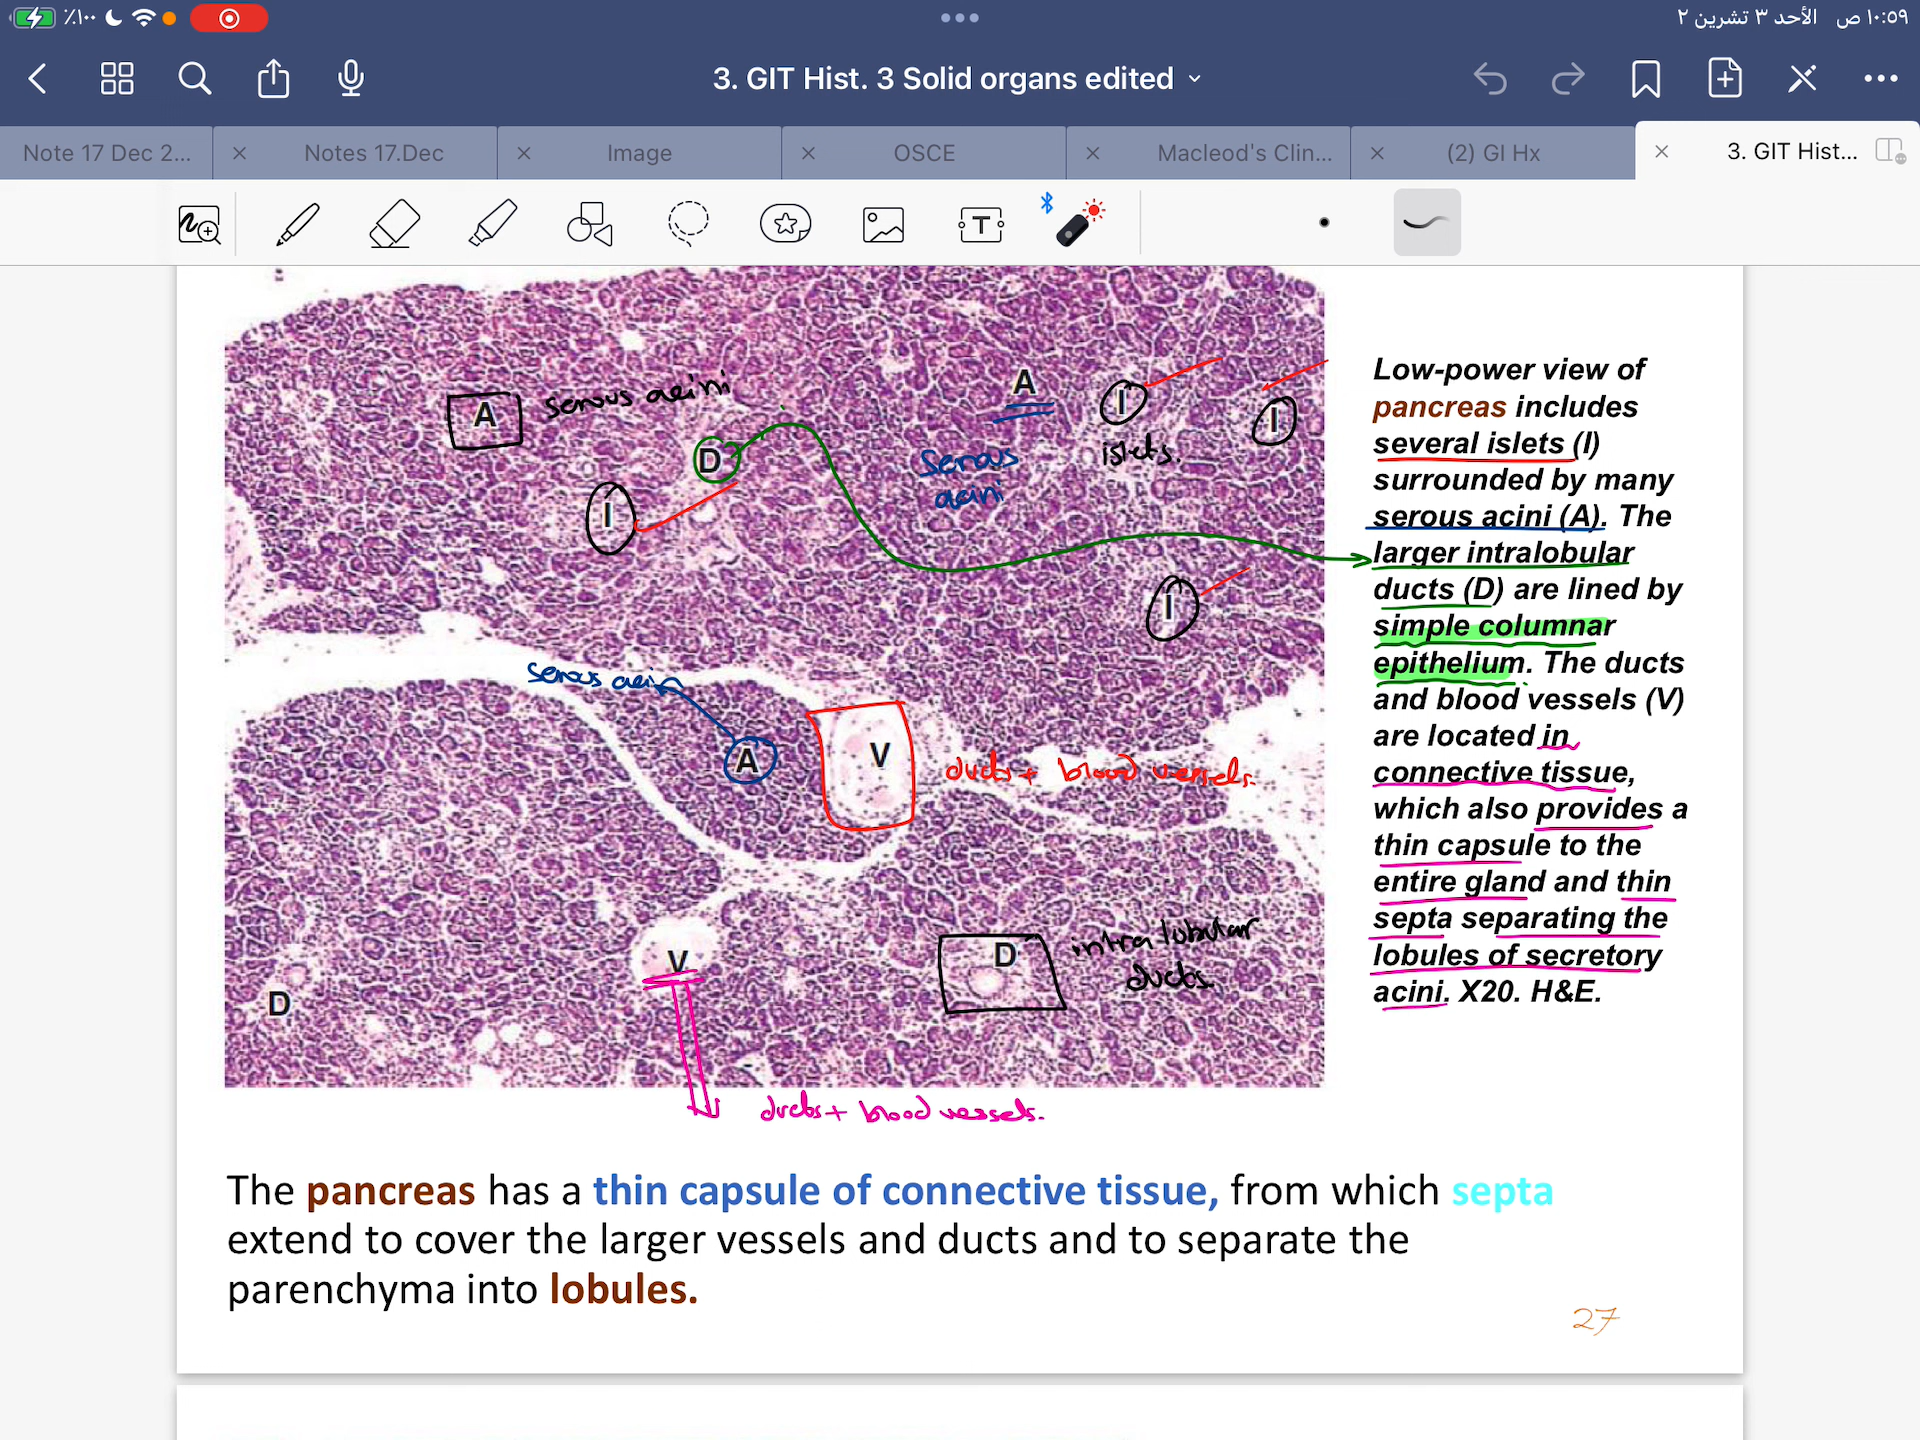 ٪١٠٠
١٠:٥٩ ص الأحد ٣ تشرين ٢
3. GIT Hist. 3 Solid organs edited
Note 17 Dec 2...
Notes 17.Dec
Image
OSCE
Macleod's Clin...
(2) GI Hx
3. GIT Hist...
T
A
serous acini
A
I
I
islets.
D
serous
acini
I
I
serous acini
A
V
ducts + blood vessels.
V
D
intralobular
ducts.
D
ducts + blood vessels.
Low-power view of
pancreas includes
several islets (I)
surrounded by many
serous acini (A). The
larger intralobular
ducts (D) are lined by
simple columnar
epithelium. The ducts
and blood vessels (V)
are located in
connective tissue,
which also provides a
thin capsule to the
entire gland and thin
septa separating the
lobules of secretory
acini. X20. H&E.
The pancreas has a thin capsule of connective tissue, from which septa
extend to cover the larger vessels and ducts and to separate the
parenchyma into lobules.
27